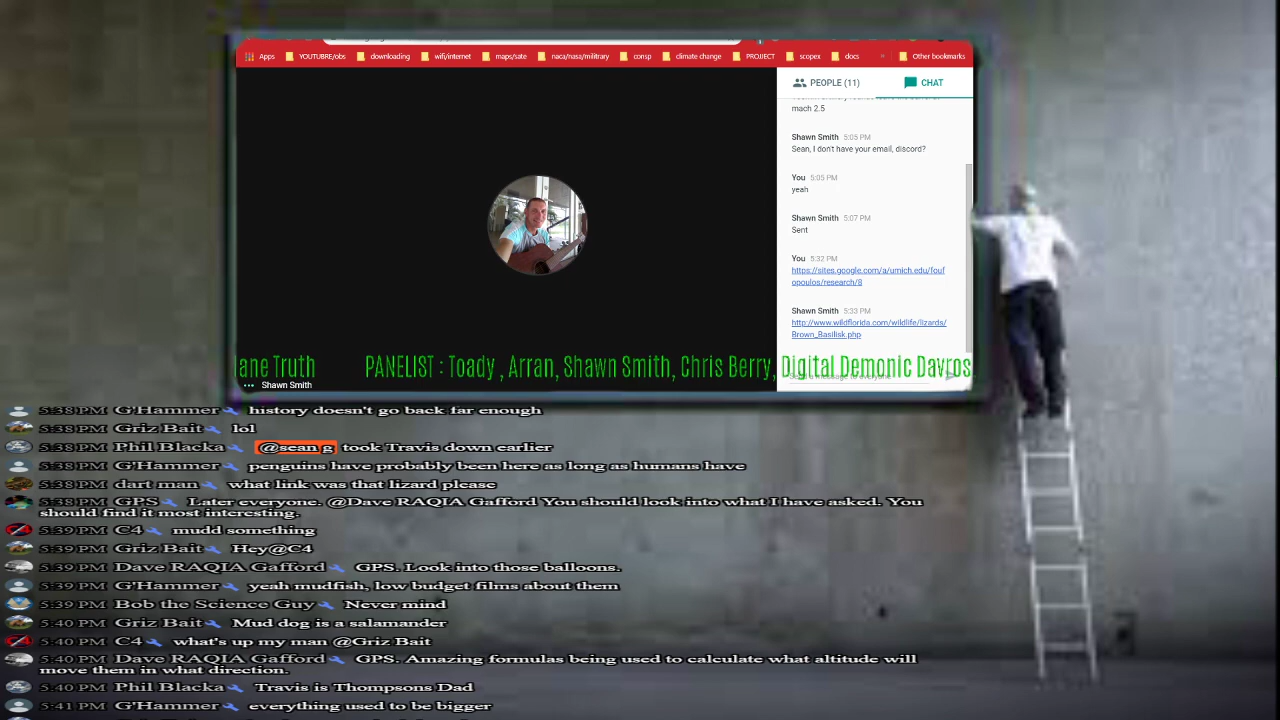 Apps YOUTUBRE/obs downloading wifi/internet maps/sate naca/nasa/militrary consp climate change PROJECT scopex docs » Other bookmarks
PEOPLE (11) CHAT
mach 2.5
Shawn Smith 5:05 PM
Sean, I don't have your email, discord?
You 5:05 PM
yeah
Shawn Smith 5:07 PM
Sent
You 5:32 PM
https://sites.google.com/a/umich.edu/fouf
opoulos/research/8
Shawn Smith 5:33 PM
http://www.wildflorida.com/wildlife/lizards/
Brown_Basilisk.php
lane Truth PANELIST : Toady , Arran, Shawn Smith, Chris Berry, Digital Demonic Davros
message to everyone
Shawn Smith
5:38 PM G'Hammer history doesn't go back far enough
5:38 PM Griz Bait lol
5:38 PM Phil Blacka @sean g took Travis down earlier
5:38 PM G'Hammer penguins have probably been here as long as humans have
5:38 PM dart man what link was that lizard please
5:38 PM GPS Later everyone. @Dave RAQIA Gafford You should look into what I have asked. You
should find it most interesting.
5:39 PM C4 mudd something
5:39 PM Griz Bait Hey@C4
5:39 PM Dave RAQIA Gafford GPS. Look into those balloons.
5:39 PM G'Hammer yeah mudfish, low budget films about them
5:39 PM Bob the Science Guy Never mind
5:40 PM Griz Bait Mud dog is a salamander
5:40 PM C4 what's up my man @Griz Bait
5:40 PM Dave RAQIA Gafford GPS. Amazing formulas being used to calculate what altitude will
move them in what direction.
5:40 PM Phil Blacka Travis is Thompsons Dad
5:41 PM G'Hammer everything used to be bigger